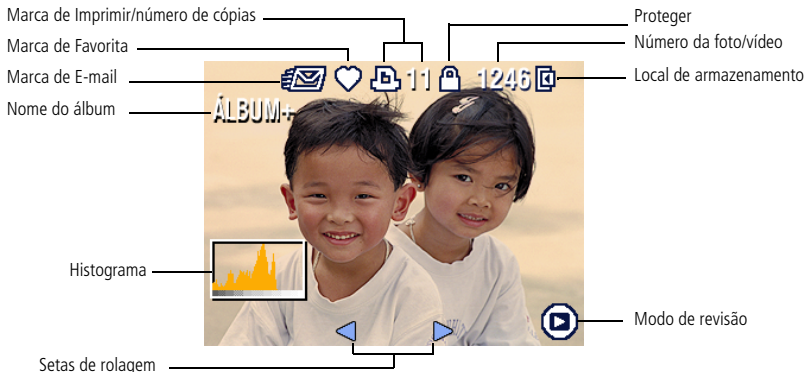 Marca de Imprimir/número de cópias
Marca de Favorita
Marca de E-mail
Nome do álbum
Proteger
Número da foto/vídeo
Local de armazenamento
11 1246
ÁLBUM+
Histograma
Modo de revisão
Setas de rolagem